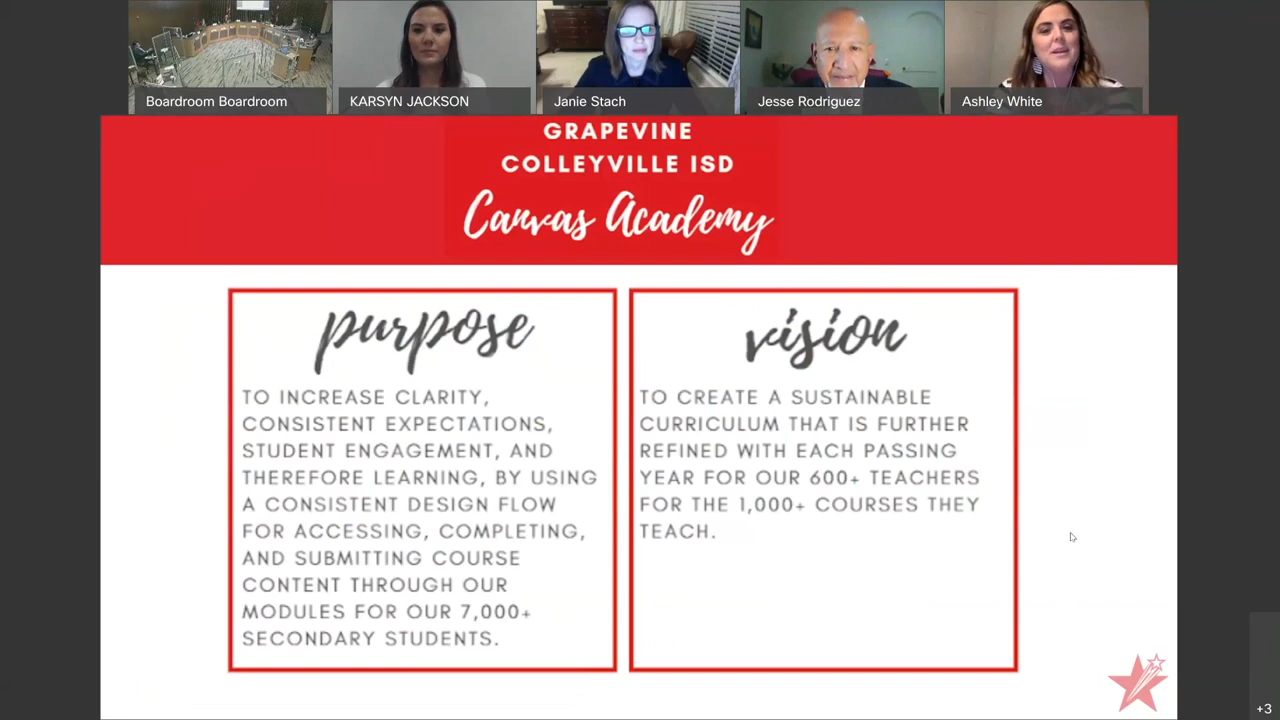 Boardroom Boardroom
KARSYN JACKSON
Janie Stach
Jesse Rodriguez
Ashley White
GRAPEVINE
COLLEYVILLE ISD
Canvas Academy
purpose
TO INCREASE CLARITY,
CONSISTENT EXPECTATIONS,
STUDENT ENGAGEMENT, AND
THEREFORE LEARNING, BY USING
A CONSISTENT DESIGN FLOW
FOR ACCESSING, COMPLETING,
AND SUBMITTING COURSE
CONTENT THROUGH OUR
MODULES FOR OUR 7,000+
SECONDARY STUDENTS.
vision
TO CREATE A SUSTAINABLE
CURRICULUM THAT IS FURTHER
REFINED WITH EACH PASSING
YEAR FOR OUR 600+ TEACHERS
FOR THE 1,000+ COURSES THEY
TEACH.
+3